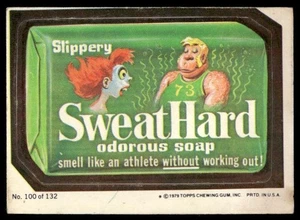 Slippery
73
SweatHard
odorous soap
smell like an athlete without working out!
No. 100 of 132
© 1979 TOPPS CHEWING GUM, INC. PRTD. IN U.S.A.